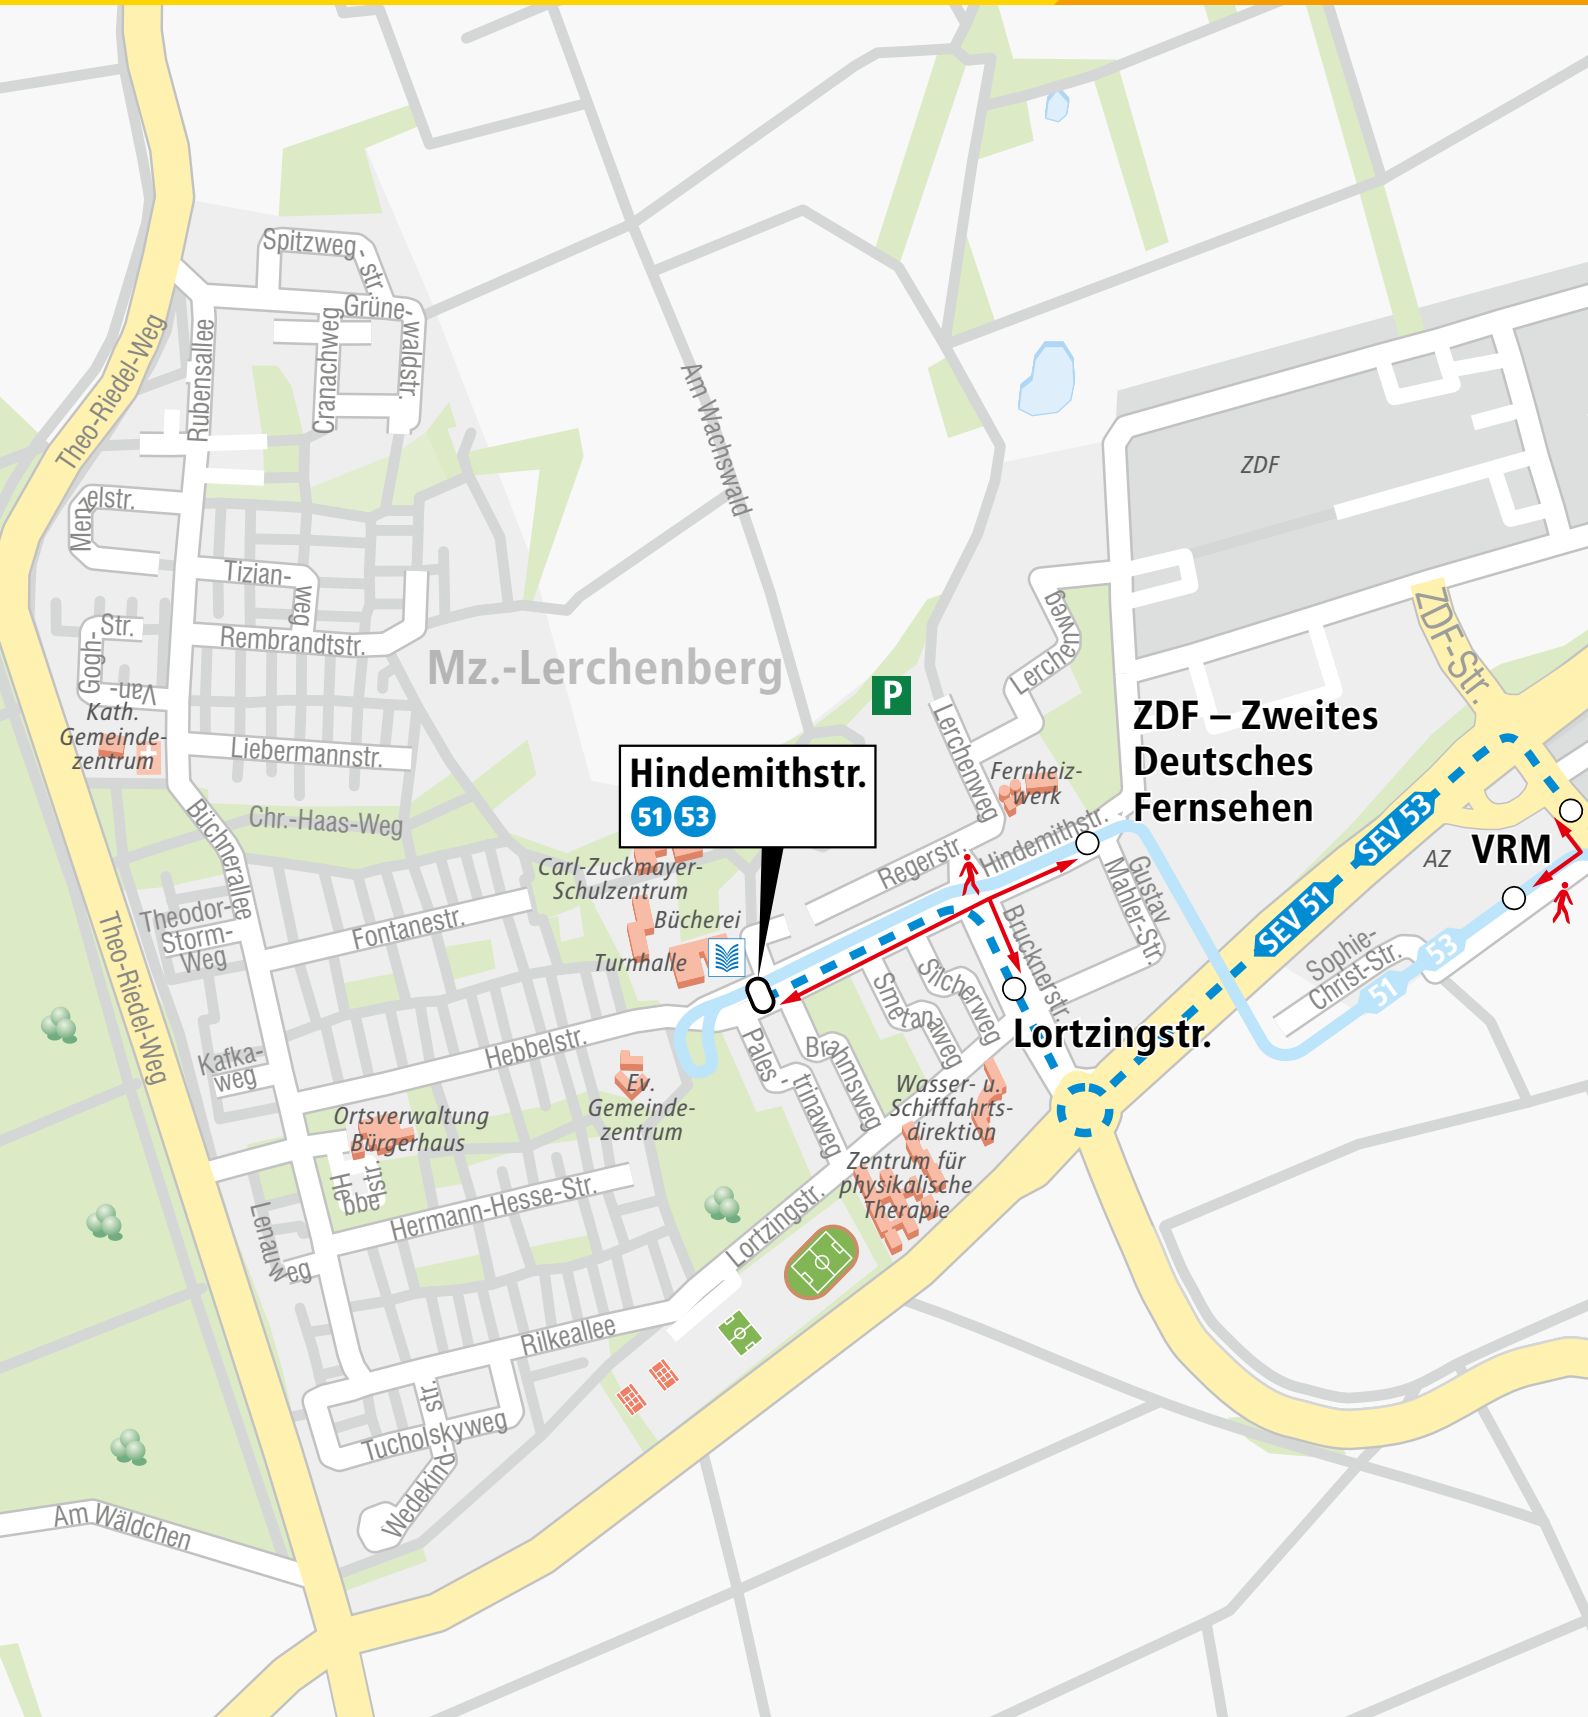 Spitzweg-
str.
Grüne-
waldstr.
Cranachweg
Rubensallee
Theo-Riedel-Weg
Am Wachswald
ZDF
Menzelstr.
Tizian-
weg
Rembrandtstr.
Van-
Gogh-
Str.
Mz.-Lerchenberg
P
Lerchenweg
Lerchenweg
ZDF-Str.
Kath.
Gemeinde-
zentrum
Liebermannstr.
ZDF – Zweites
Deutsches
Fernsehen
Hindemithstr.
51 53
Fernheiz-
werk
Chr.-Haas-Weg
Büchnerallee
Carl-Zuckmayer-
Schulzentrum
Bücherei
Turnhalle
Regerstr.
Hindemithstr.
Gustav
Mahler-Str.
SEV 53
SEV 51
AZ
VRM
Theodor-
Storm-
Weg
Fontanestr.
Theo-Riedel-Weg
Brucknerstr.
Silcherweg
Smetanaweg
Sophie-
Christ-Str.
53
51
Lortzingstr.
Kafka-
weg
Hebbelstr.
Pales-
trinaweg
Brahmsweg
Ev.
Gemeinde-
zentrum
Wasser- u.
Schifffahrts-
direktion
Ortsverwaltung
Bürgerhaus
Hebbelstr.
Zentrum für
physikalische
Therapie
Hermann-Hesse-Str.
Lenauweg
Lortzingstr.
Rilkeallee
Tucholskyweg
Wedekind-
str.
Am Wäldchen